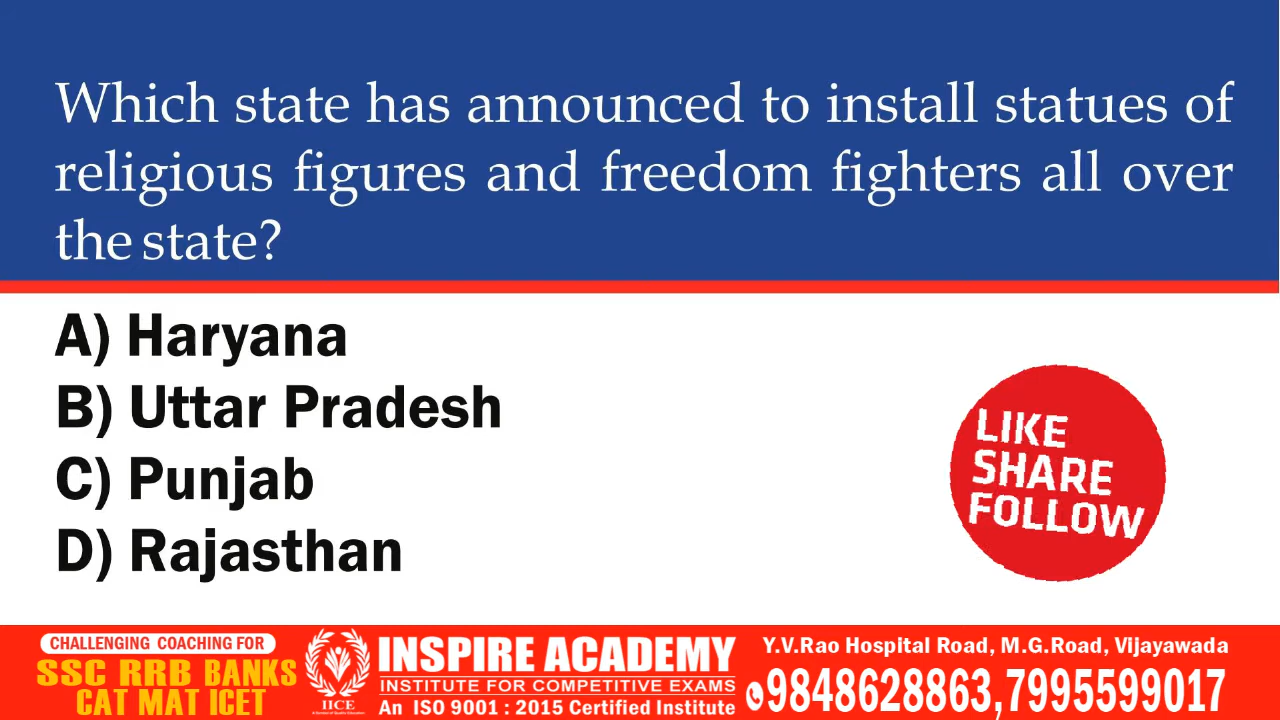 Which state has announced to install statues of
religious figures and freedom fighters all over
the state?
A) Haryana
B) Uttar Pradesh
C) Punjab
D) Rajasthan
LIKE
SHARE
FOLLOW
CHALLENGING COACHING FOR
SSC RRB BANKS
CAT MAT ICET
IICE
INSPIRE ACADEMY
INSTITUTE FOR COMPETITIVE EXAMS
An ISO 9001 : 2015 Certified Institute
Y.V.Rao Hospital Road, M.G.Road, Vijayawada
9848628863,7995599017